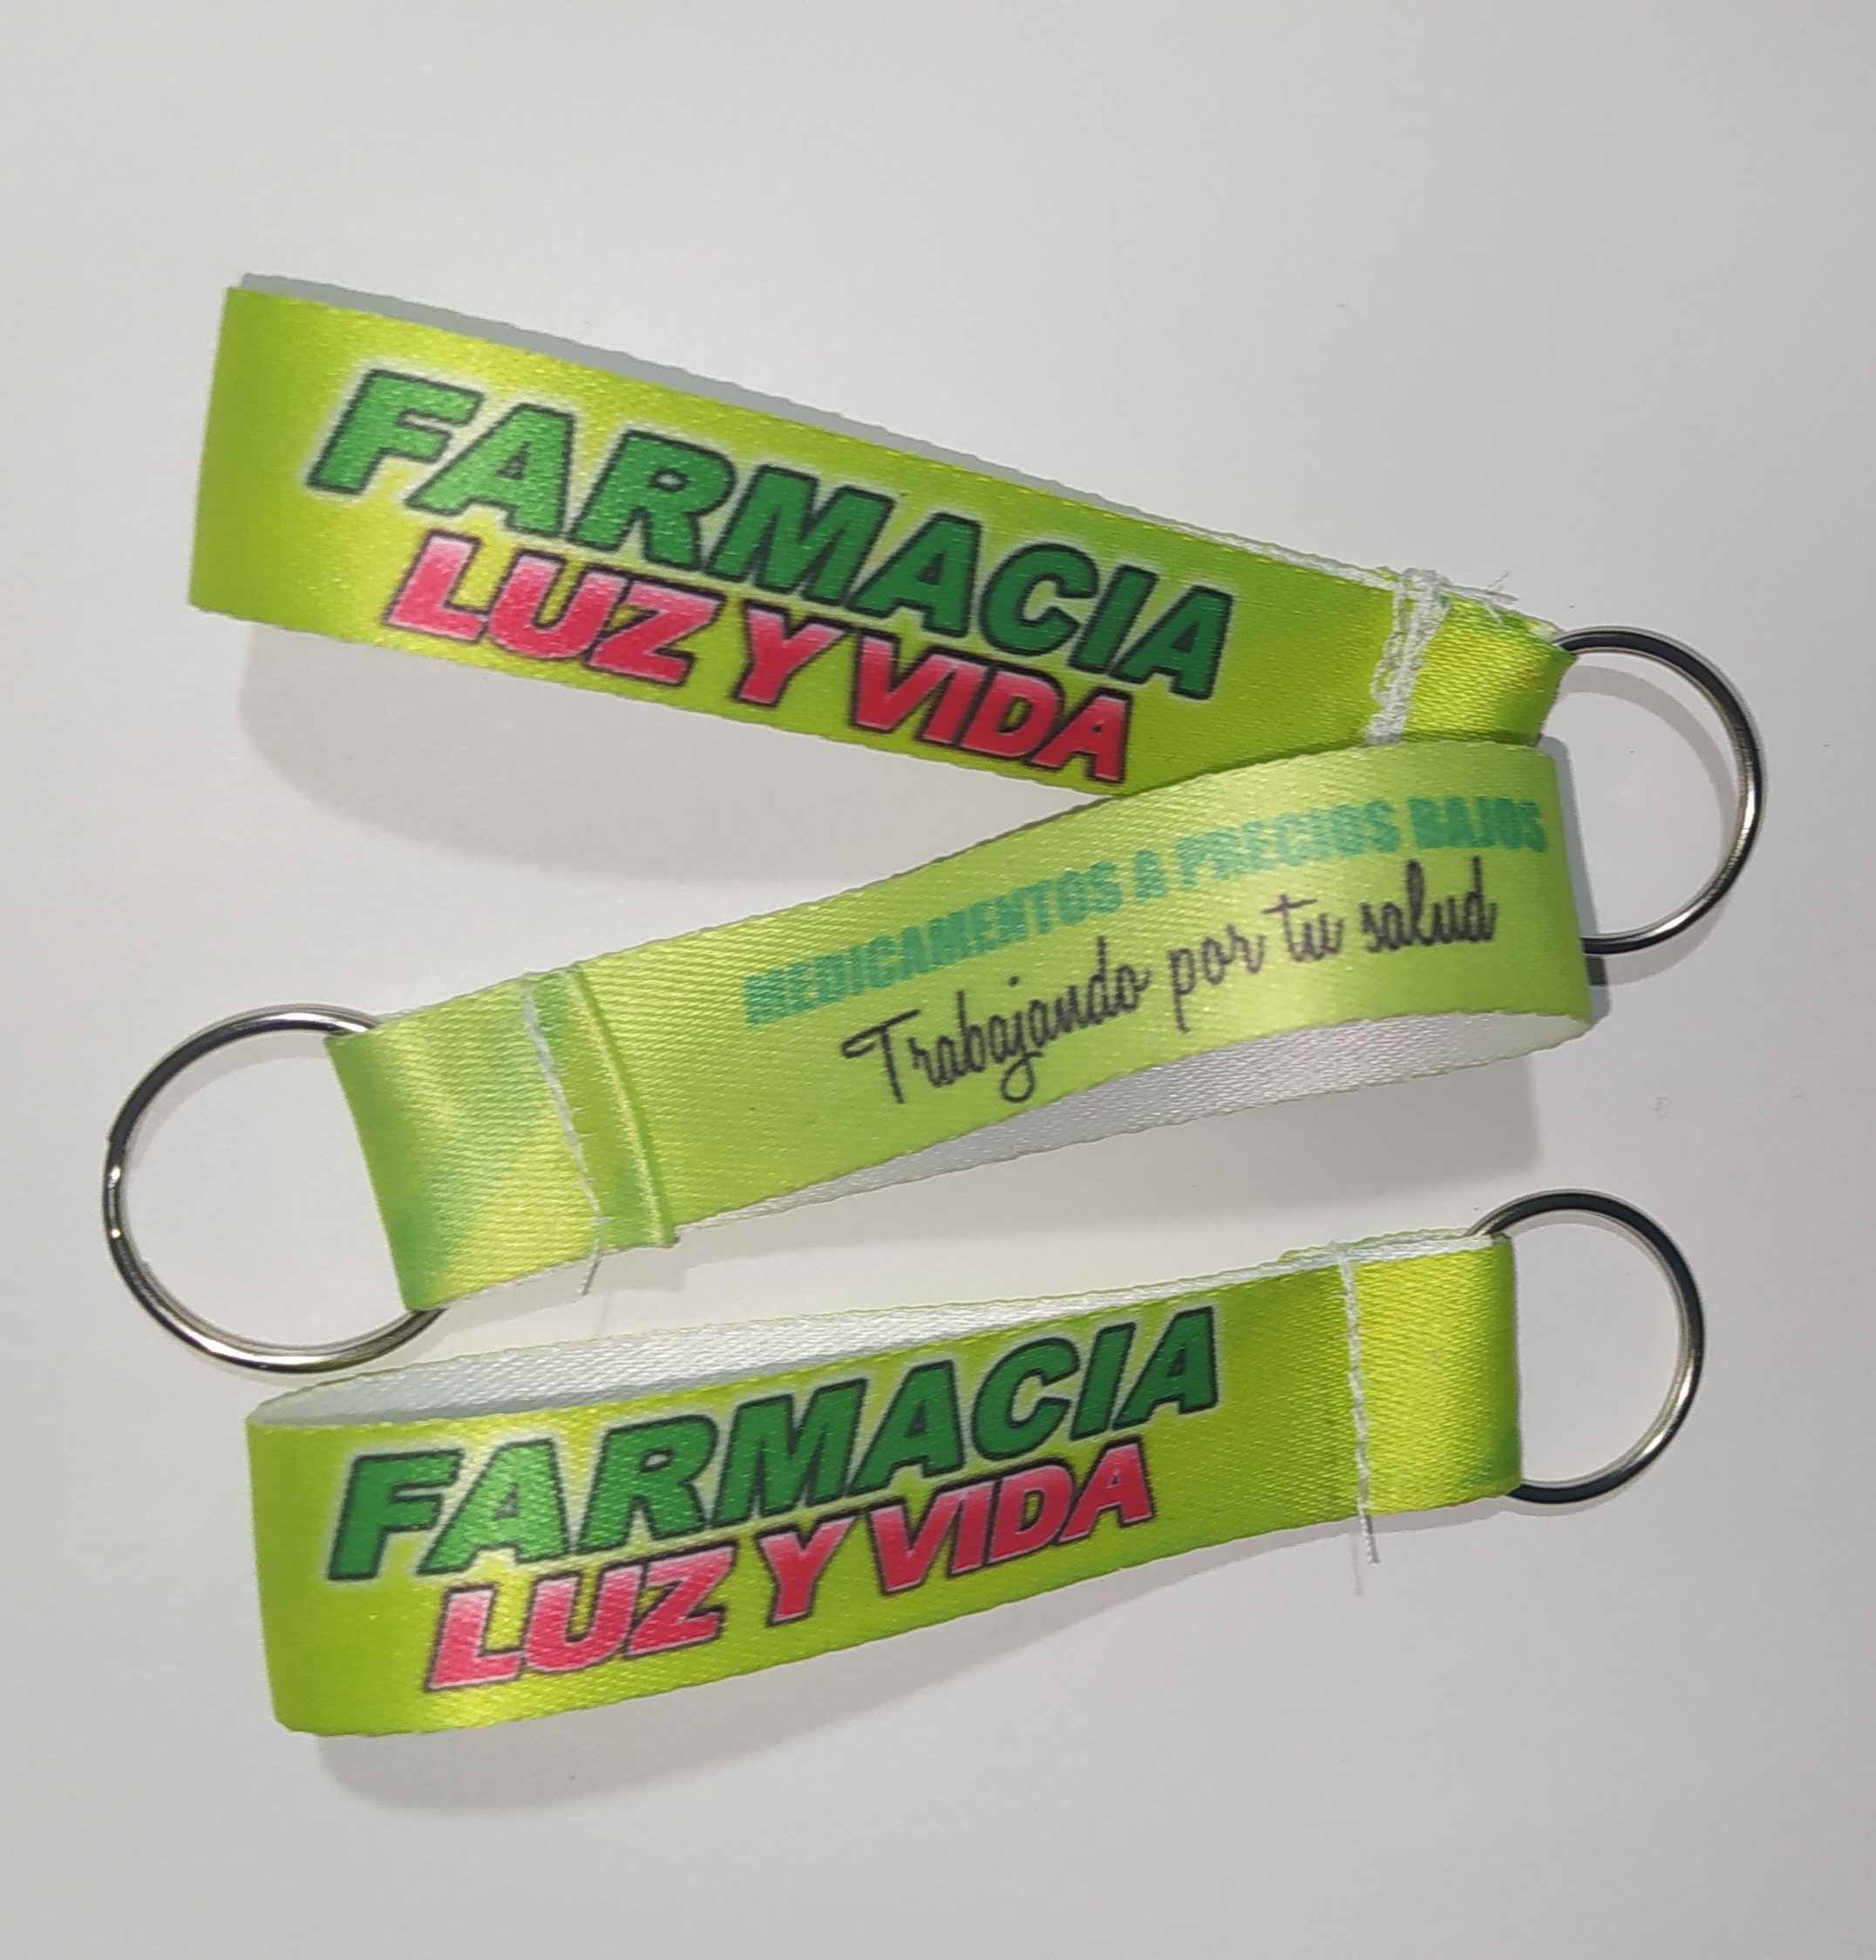 FARMACIA
LUZ Y VIDA
MEDICAMENTOS A PRECIOS BAJOS
Trabajando por tu salud
FARMACIA
LUZ Y VIDA